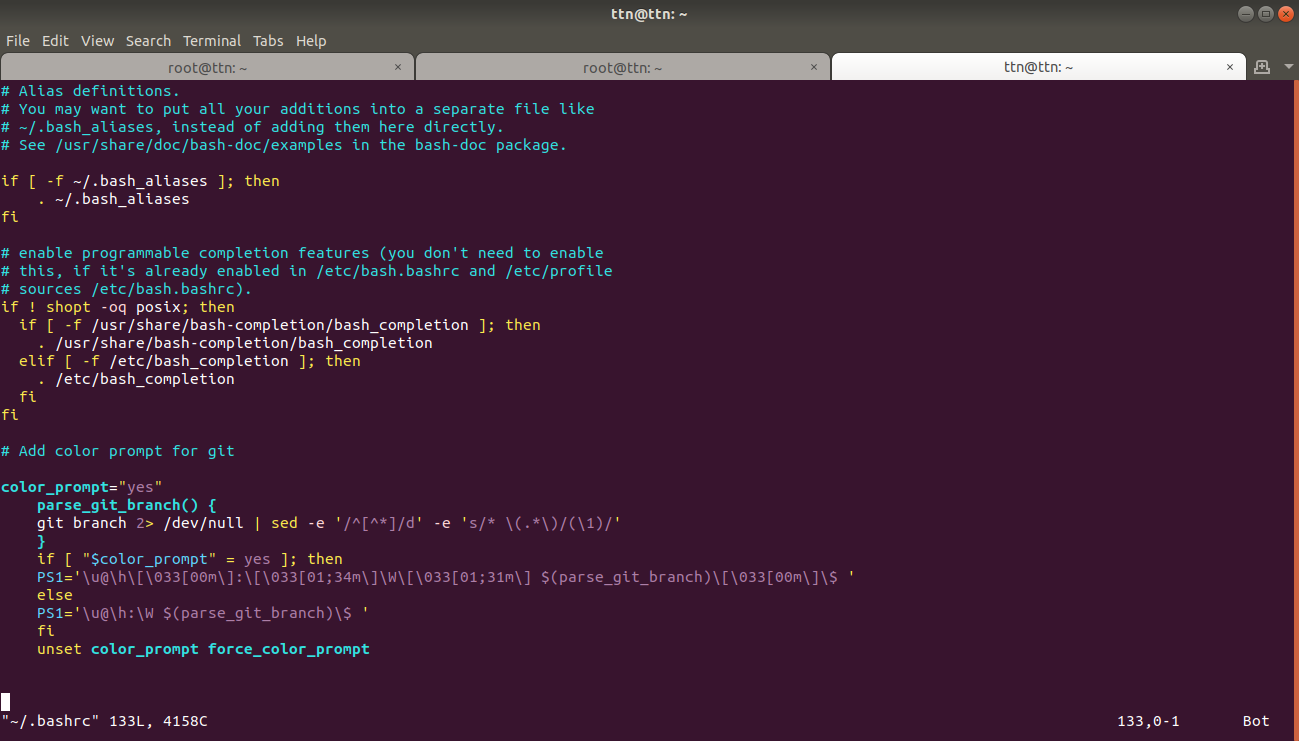 ttn@ttn: ~
File Edit View Search Terminal Tabs Help
root@ttn: ~ × root@ttn: ~ × ttn@ttn: ~ ×
# Alias definitions.
# You may want to put all your additions into a separate file like
# ~/.bash_aliases, instead of adding them here directly.
# See /usr/share/doc/bash-doc/examples in the bash-doc package.

if [ -f ~/.bash_aliases ]; then
    . ~/.bash_aliases
fi

# enable programmable completion features (you don't need to enable
# this, if it's already enabled in /etc/bash.bashrc and /etc/profile
# sources /etc/bash.bashrc).
if ! shopt -oq posix; then
  if [ -f /usr/share/bash-completion/bash_completion ]; then
    . /usr/share/bash-completion/bash_completion
  elif [ -f /etc/bash_completion ]; then
    . /etc/bash_completion
  fi
fi

# Add color prompt for git

color_prompt="yes"
    parse_git_branch() {
    git branch 2> /dev/null | sed -e '/^[^*]/d' -e 's/* \(.*\)/(\1)/'
    }
    if [ "$color_prompt" = yes ]; then
    PS1='\u@\h\[\033[00m\]:\[\033[01;34m\]\W\[\033[01;31m\] $(parse_git_branch)\[\033[00m\]\$ '
    else
    PS1='\u@\h:\W $(parse_git_branch)\$ '
    fi
    unset color_prompt force_color_prompt

"~/.bashrc" 133L, 4158C 133,0-1 Bot